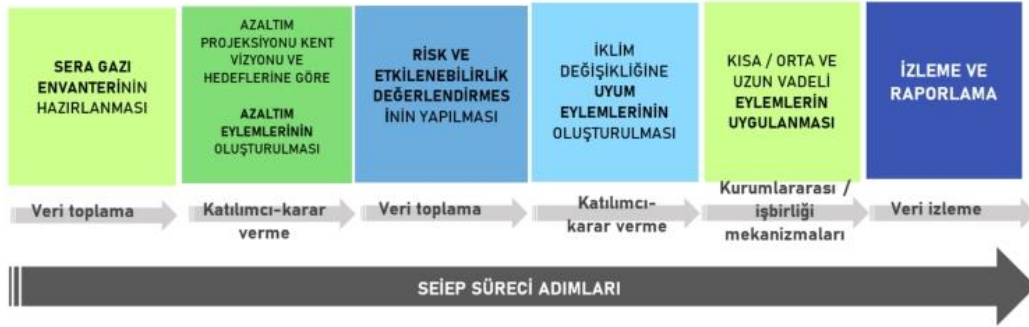 SERA GAZI
ENVANTERİNİN
HAZIRLANMASI
AZALTIM
PROJEKSİYONU KENT
VİZYONU VE
HEDEFLERİNE GÖRE
AZALTIM
EYLEMLERİNİN
OLUŞTURULMASI
RİSK VE
ETKİLENEBİLİRLİK
DEĞERLENDİRMES
İNİN YAPILMASI
İKLİM
DEĞİŞİKLİĞİNE
UYUM
EYLEMLERİNİN
OLUŞTURULMASI
KISA / ORTA VE
UZUN VADELİ
EYLEMLERİN
UYGULANMASI
İZLEME VE
RAPORLAMA
Veri toplama
Katılımcı-karar
verme
Veri toplama
Katılımcı-
karar verme
Kurumlararası /
işbirliği
mekanizmaları
Veri izleme
SEİEP SÜRECİ ADIMLARI